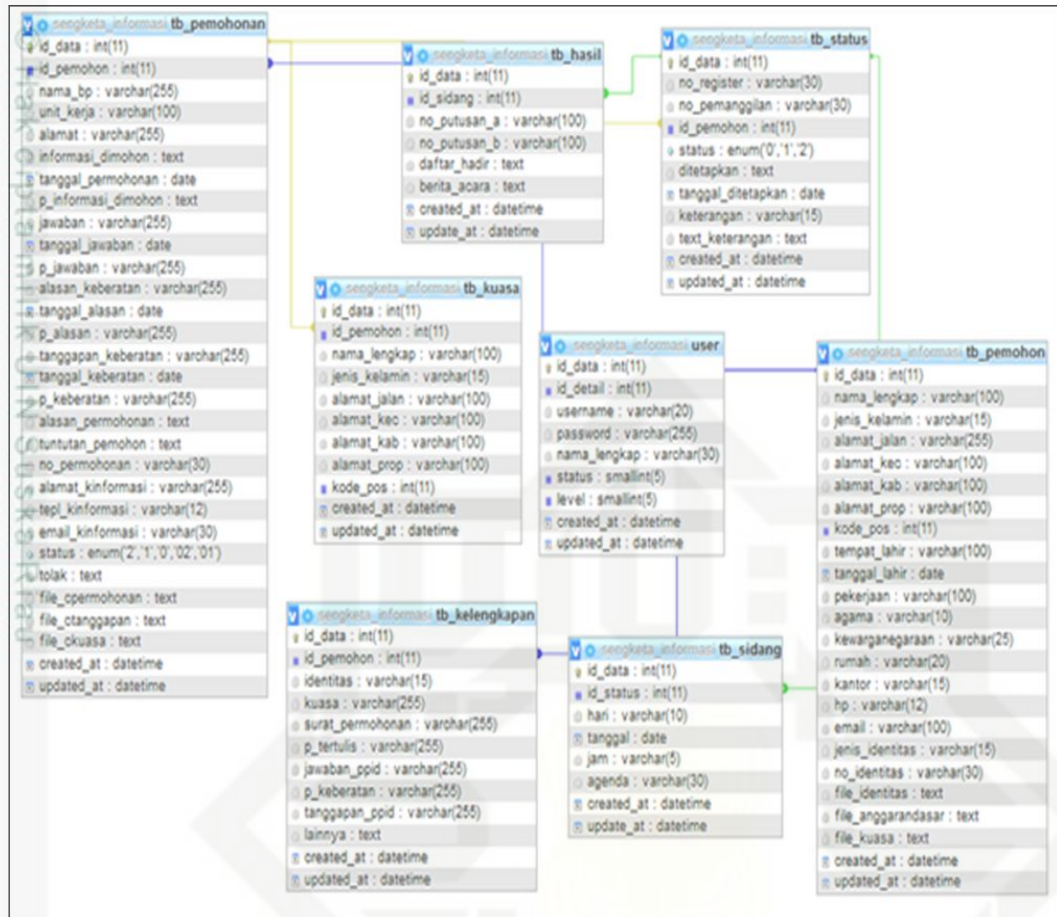 sengketa_informasi tb_pemohonan
id_data : int(11)
id_pemohon : int(11)
nama_bp : varchar(255)
unit_kerja : varchar(100)
alamat : varchar(255)
informasi_dimohon : text
tanggal_permohonan : date
p_informasi_dimohon : text
jawaban : varchar(255)
tanggal_jawaban : date
p_jawaban : varchar(255)
alasan_keberatan : varchar(255)
tanggal_alasan : date
p_alasan : varchar(255)
tanggapan_keberatan : varchar(255)
tanggal_keberatan : date
p_keberatan : varchar(255)
alasan_permohonan : text
tuntutan_pemohon : text
no_permohonan : varchar(30)
alamat_kinformasi : varchar(255)
tepl_kinformasi : varchar(12)
email_kinformasi : varchar(30)
status : enum('2','1','0','02','01')
tolak : text
file_cpermohonan : text
file_ctanggapan : text
file_ckuasa : text
created_at : datetime
updated_at : datetime
sengketa_informasi tb_hasil
id_data : int(11)
id_sidang : int(11)
no_putusan_a : varchar(100)
no_putusan_b : varchar(100)
daftar_hadir : text
berita_acara : text
created_at : datetime
update_at : datetime
sengketa_informasi tb_status
id_data : int(11)
no_register : varchar(30)
no_pemanggilan : varchar(30)
id_pemohon : int(11)
status : enum('0','1','2')
ditetapkan : text
tanggal_ditetapkan : date
keterangan : varchar(15)
text_keterangan : text
created_at : datetime
updated_at : datetime
sengketa_informasi tb_kuasa
id_data : int(11)
id_pemohon : int(11)
nama_lengkap : varchar(100)
jenis_kelamin : varchar(15)
alamat_jalan : varchar(100)
alamat_kec : varchar(100)
alamat_kab : varchar(100)
alamat_prop : varchar(100)
kode_pos : int(11)
created_at : datetime
updated_at : datetime
sengketa_informasi user
id_data : int(11)
id_detail : int(11)
username : varchar(20)
password : varchar(255)
nama_lengkap : varchar(30)
status : smallint(5)
level : smallint(5)
created_at : datetime
updated_at : datetime
sengketa_informasi tb_pemohon
id_data : int(11)
nama_lengkap : varchar(100)
jenis_kelamin : varchar(15)
alamat_jalan : varchar(255)
alamat_kec : varchar(100)
alamat_kab : varchar(100)
alamat_prop : varchar(100)
kode_pos : int(11)
tempat_lahir : varchar(100)
tanggal_lahir : date
pekerjaan : varchar(100)
agama : varchar(10)
kewarganegaraan : varchar(25)
rumah : varchar(20)
kantor : varchar(15)
hp : varchar(12)
email : varchar(100)
jenis_identitas : varchar(15)
no_identitas : varchar(30)
file_identitas : text
file_anggarandasar : text
file_kuasa : text
created_at : datetime
updated_at : datetime
sengketa_informasi tb_kelengkapan
id_data : int(11)
id_pemohon : int(11)
identitas : varchar(15)
kuasa : varchar(255)
surat_permohonan : varchar(255)
p_tertulis : varchar(255)
jawaban_ppid : varchar(255)
p_keberatan : varchar(255)
tanggapan_ppid : varchar(255)
lainnya : text
created_at : datetime
updated_at : datetime
sengketa_informasi tb_sidang
id_data : int(11)
id_status : int(11)
hari : varchar(10)
tanggal : date
jam : varchar(5)
agenda : varchar(30)
created_at : datetime
update_at : datetime
© Hak cipta milik UIN Suska Riau